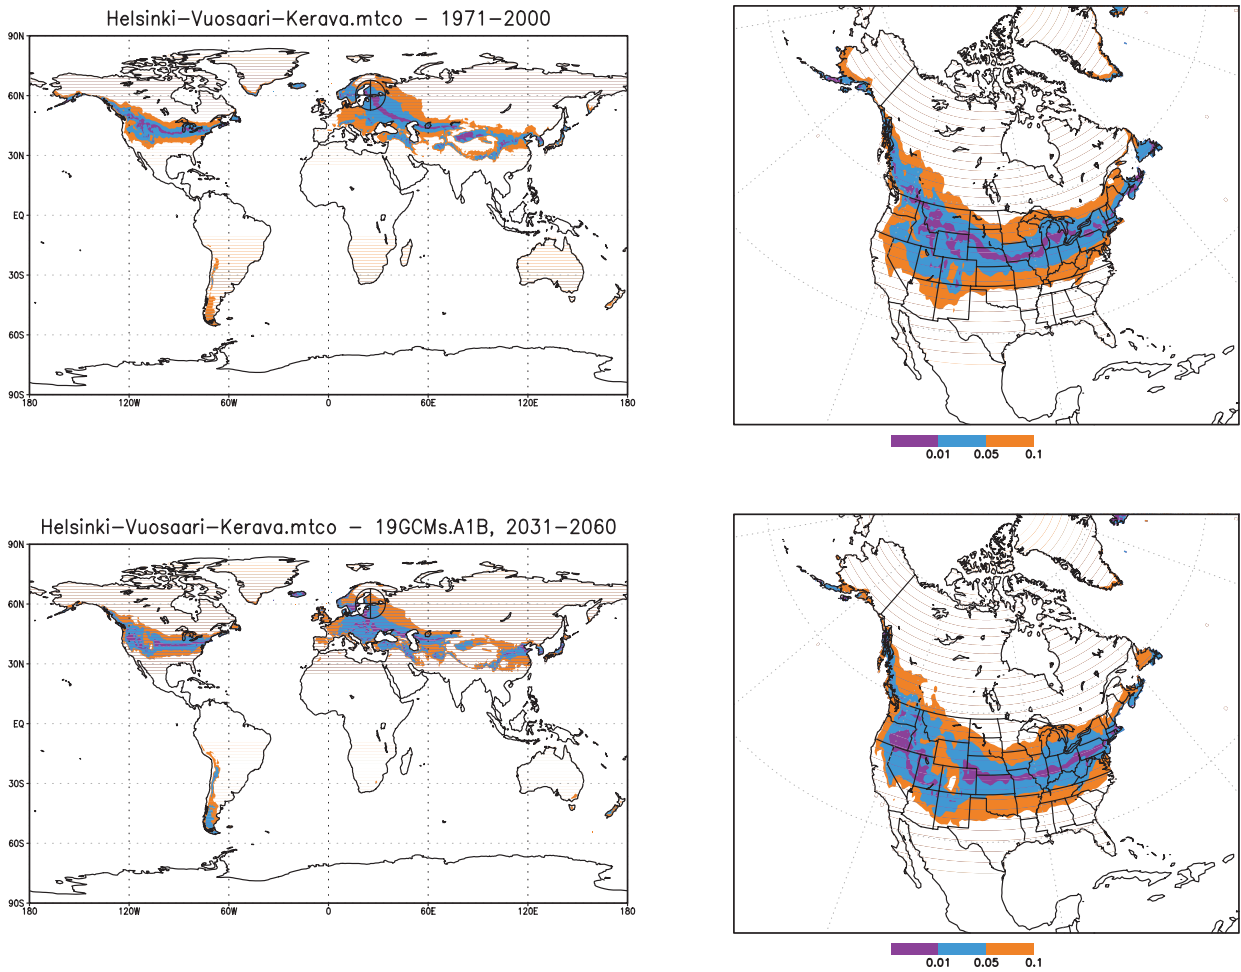 Helsinki-Vuosaari-Kerava.mtco - 1971-2000
90N
60N
30N
EQ
30S
60S
90S
180 120W 60W 0 60E 120E 180
0.01 0.05 0.1
Helsinki-Vuosaari-Kerava.mtco - 19GCMs.A1B, 2031-2060
90N
60N
30N
EQ
30S
60S
90S
180 120W 60W 0 60E 120E 180
0.01 0.05 0.1